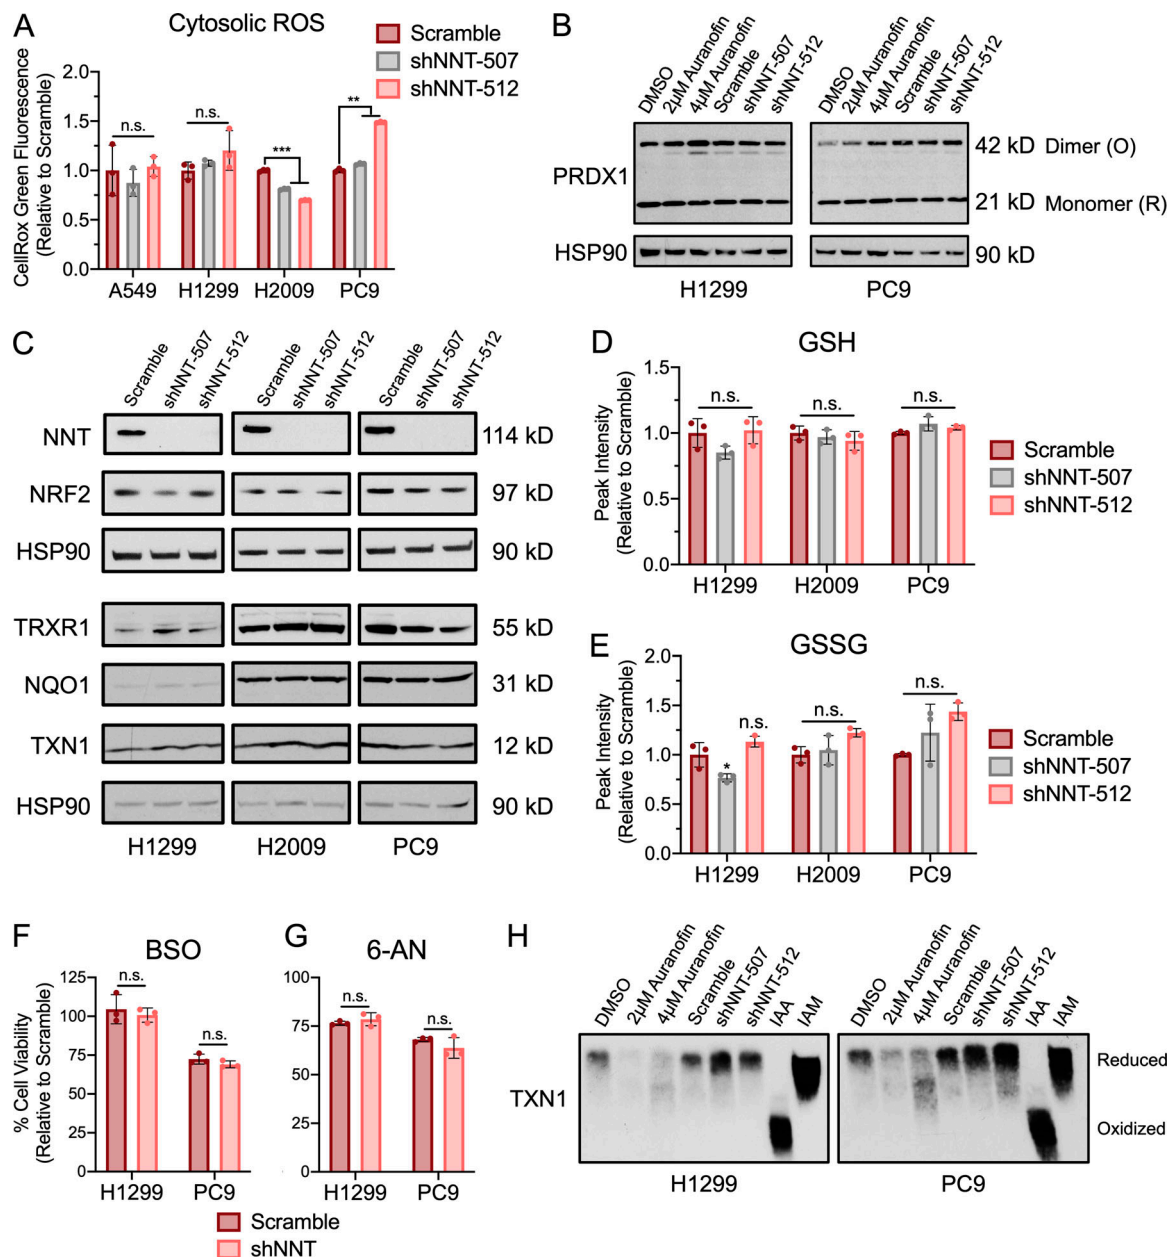 A
Cytosolic ROS
Scramble
shNNT-507
shNNT-512
CellRox Green Fluorescence
(Relative to Scramble)
2.0
1.5
1.0
0.5
0.0
n.s.
n.s.
***
**
A549
H1299
H2009
PC9
B
DMSO
2µM Auranofin
4µM Auranofin
Scramble
shNNT-507
shNNT-512
DMSO
2µM Auranofin
4µM Auranofin
Scramble
shNNT-507
shNNT-512
PRDX1
42 kD
Dimer (O)
21 kD
Monomer (R)
HSP90
90 kD
H1299
PC9
C
Scramble
shNNT-507
shNNT-512
Scramble
shNNT-507
shNNT-512
Scramble
shNNT-507
shNNT-512
NNT
114 kD
NRF2
97 kD
HSP90
90 kD
TRXR1
55 kD
NQO1
31 kD
TXN1
12 kD
HSP90
90 kD
H1299
H2009
PC9
D
GSH
Peak Intensity
(Relative to Scramble)
1.5
1.0
0.5
0.0
n.s.
n.s.
n.s.
H1299
H2009
PC9
Scramble
shNNT-507
shNNT-512
E
GSSG
Peak Intensity
(Relative to Scramble)
2.0
1.5
1.0
0.5
0.0
*
n.s.
n.s.
n.s.
H1299
H2009
PC9
Scramble
shNNT-507
shNNT-512
F
BSO
% Cell Viability
(Relative to Scramble)
125
100
75
50
25
0
n.s.
n.s.
H1299
PC9
G
6-AN
100
75
50
25
0
n.s.
n.s.
H1299
PC9
Scramble
shNNT
H
DMSO
2µM Auranofin
4µM Auranofin
Scramble
shNNT-507
shNNT-512
IAA
IAM
DMSO
2µM Auranofin
4µM Auranofin
Scramble
shNNT-507
shNNT-512
IAA
IAM
TXN1
Reduced
Oxidized
H1299
PC9